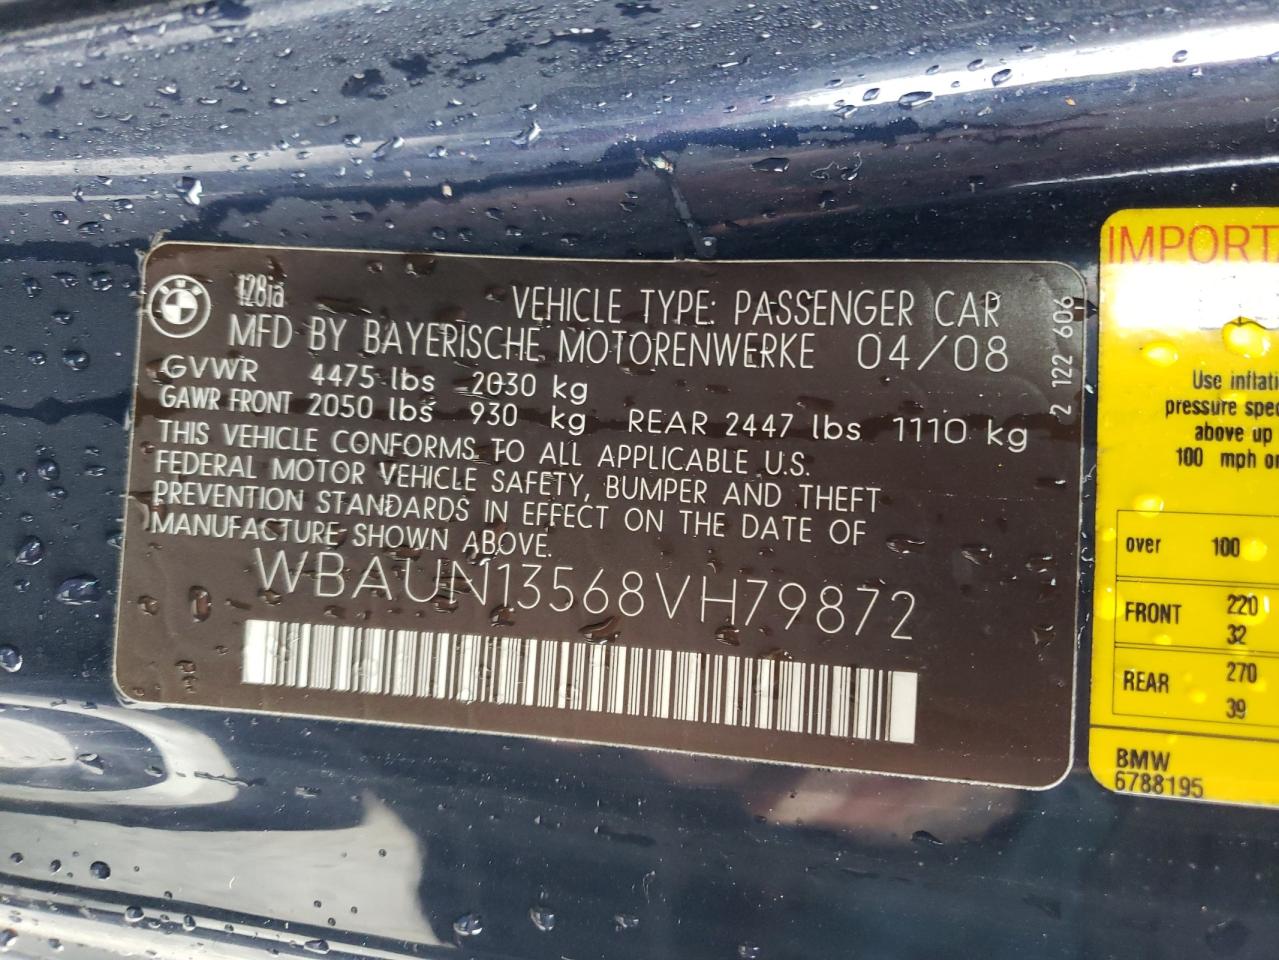 128ia
VEHICLE TYPE: PASSENGER CAR
MFD BY BAYERISCHE MOTORENWERKE 04/08
GVWR 4475 lbs 2030 kg
GAWR FRONT 2050 lbs 930 kg REAR 2447 lbs 1110 kg
THIS VEHICLE CONFORMS TO ALL APPLICABLE U.S.
FEDERAL MOTOR VEHICLE SAFETY, BUMPER AND THEFT
PREVENTION STANDARDS IN EFFECT ON THE DATE OF
MANUFACTURE SHOWN ABOVE.
WBAUN13568VH79872
2 122 606
IMPORT
Use inflati
pressure spe
above up
100 mph or
over 100
FRONT 220
32
REAR 270
39
BMW
6788195